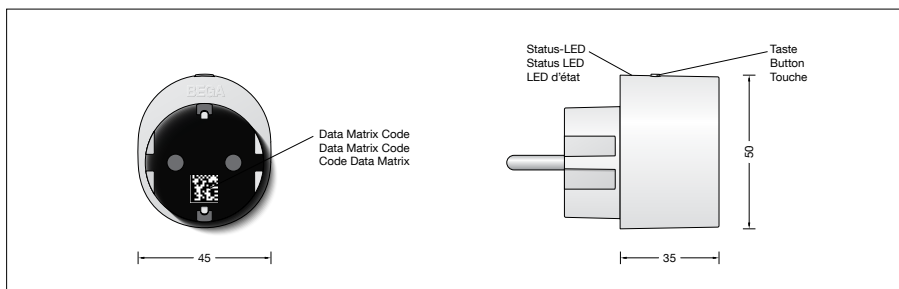 BEGA
Data Matrix Code
Data Matrix Code
Code Data Matrix
45
Status-LED
Status LED
LED d'état
Taste
Button
Touche
50
35